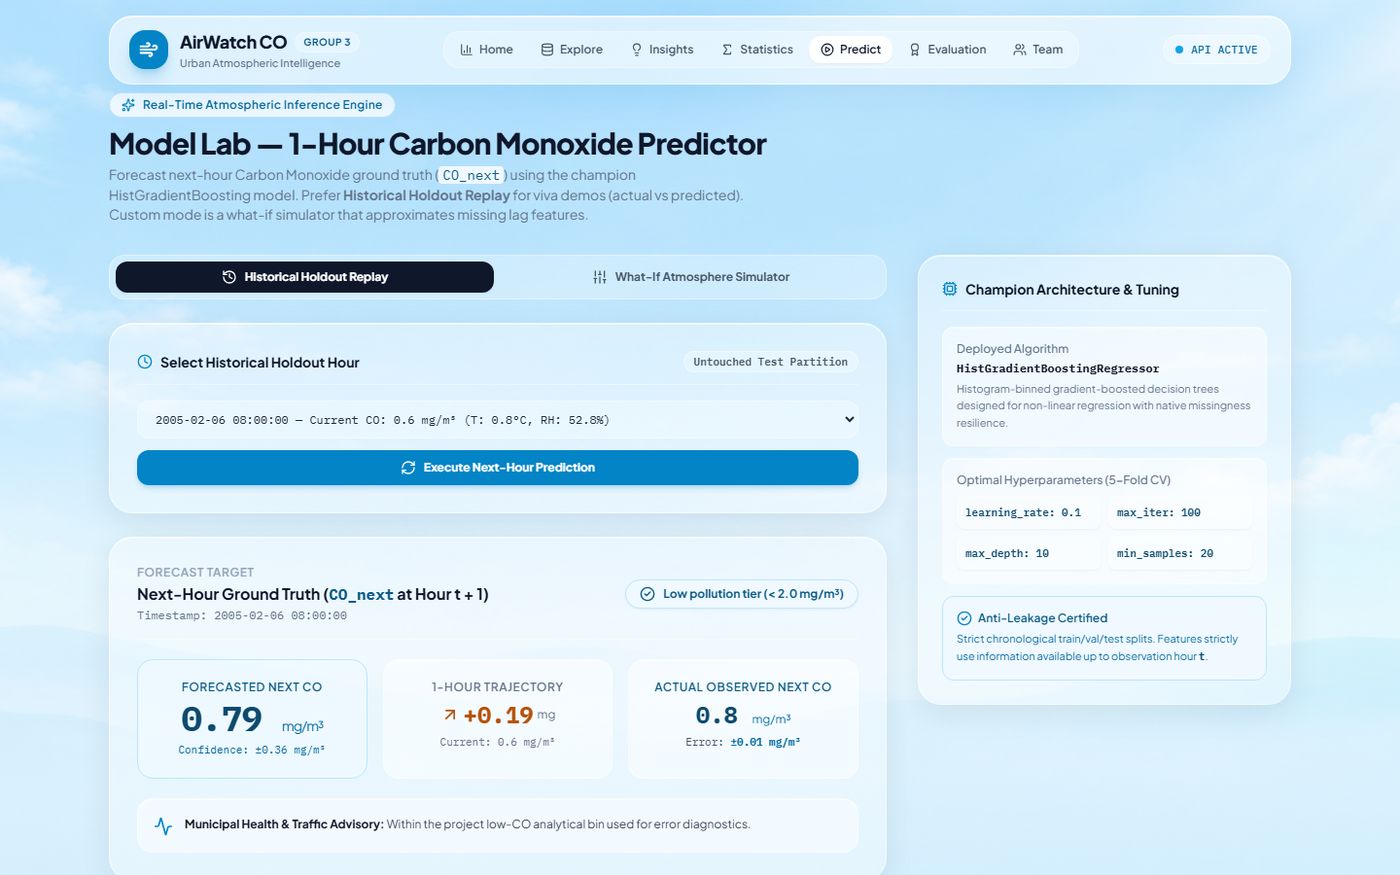 AirWatch CO GROUP 3
Urban Atmospheric Intelligence
Home Explore Insights Statistics Predict Evaluation Team
API ACTIVE
Real-Time Atmospheric Inference Engine
Model Lab — 1-Hour Carbon Monoxide Predictor
Forecast next-hour Carbon Monoxide ground truth (CO_next) using the champion
HistGradientBoosting model. Prefer Historical Holdout Replay for viva demos (actual vs predicted).
Custom mode is a what-if simulator that approximates missing lag features.
Historical Holdout Replay
What-If Atmosphere Simulator
Select Historical Holdout Hour
Untouched Test Partition
2005-02-06 08:00:00 — Current CO: 0.6 mg/m³ (T: 0.8°C, RH: 52.8%)
Execute Next-Hour Prediction
FORECAST TARGET
Next-Hour Ground Truth (CO_next at Hour t + 1)
Timestamp: 2005-02-06 08:00:00
Low pollution tier (< 2.0 mg/m³)
FORECASTED NEXT CO
0.79 mg/m³
Confidence: ±0.36 mg/m³
1-HOUR TRAJECTORY
+0.19 mg
Current: 0.6 mg/m³
ACTUAL OBSERVED NEXT CO
0.8 mg/m³
Error: ±0.01 mg/m³
Municipal Health & Traffic Advisory: Within the project low-CO analytical bin used for error diagnostics.
Champion Architecture & Tuning
Deployed Algorithm
HistGradientBoostingRegressor
Histogram-binned gradient-boosted decision trees
designed for non-linear regression with native missingness
resilience.
Optimal Hyperparameters (5-Fold CV)
learning_rate: 0.1
max_iter: 100
max_depth: 10
min_samples: 20
Anti-Leakage Certified
Strict chronological train/val/test splits. Features strictly
use information available up to observation hour t.